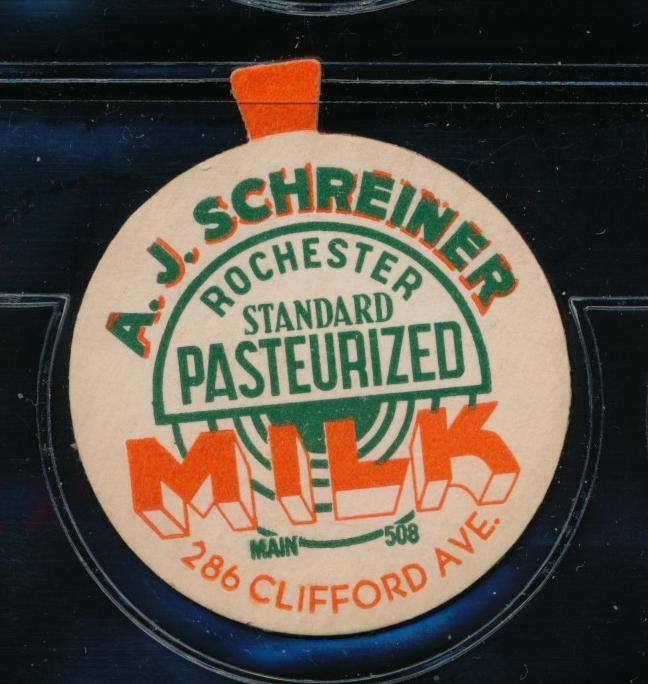 A. J. SCHREINER
ROCHESTER
STANDARD
PASTEURIZED
MILK
MAIN 508
286 CLIFFORD AVE.